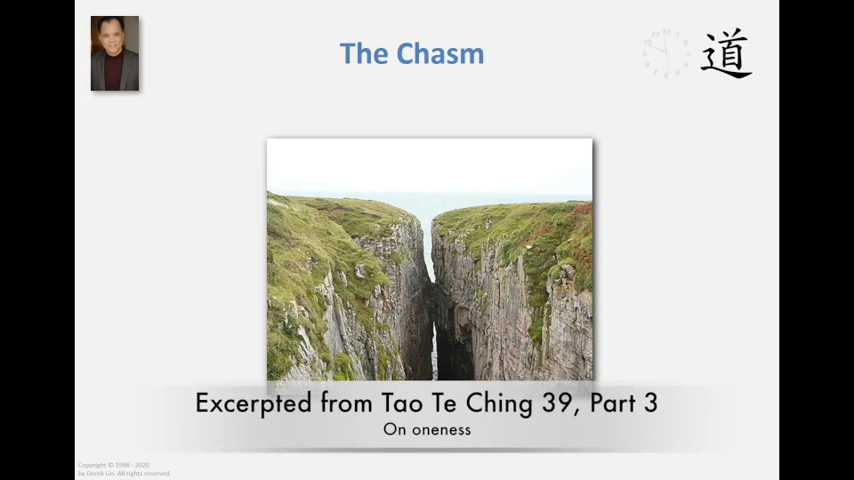 The Chasm
道
Excerpted from Tao Te Ching 39, Part 3
On oneness
Copyright © 1998 - 2020
by Derek Lin. All rights reserved.